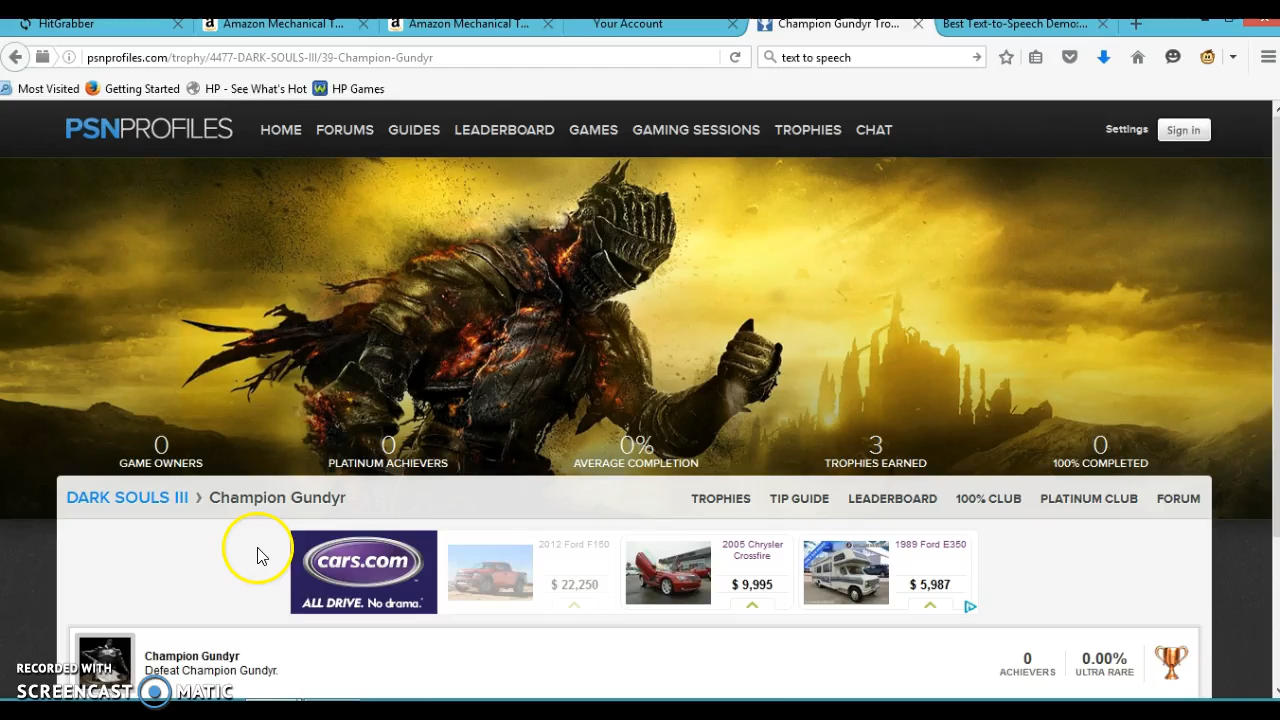 HitGrabber
Amazon Mechanical T...
Amazon Mechanical T...
Your Account
Champion Gundyr Tro...
Best Text-to-Speech Demo:...
psnprofiles.com/trophy/4477-DARK-SOULS-III/39-Champion-Gundyr
text to speech
Most Visited
Getting Started
HP - See What's Hot
HP Games
PSNPROFILES
HOME
FORUMS
GUIDES
LEADERBOARD
GAMES
GAMING SESSIONS
TROPHIES
CHAT
Settings
Sign in
0
GAME OWNERS
0
PLATINUM ACHIEVERS
0%
AVERAGE COMPLETION
3
TROPHIES EARNED
0
100% COMPLETED
DARK SOULS III › Champion Gundyr
TROPHIES
TIP GUIDE
LEADERBOARD
100% CLUB
PLATINUM CLUB
FORUM
cars.com
ALL DRIVE. No drama.
2012 Ford F150
$ 22,250
2005 Chrysler
Crossfire
$ 9,995
1989 Ford E350
$ 5,987
Champion Gundyr
Defeat Champion Gundyr.
0
ACHIEVERS
0.00%
ULTRA RARE
RECORDED WITH
SCREENCAST MATIC